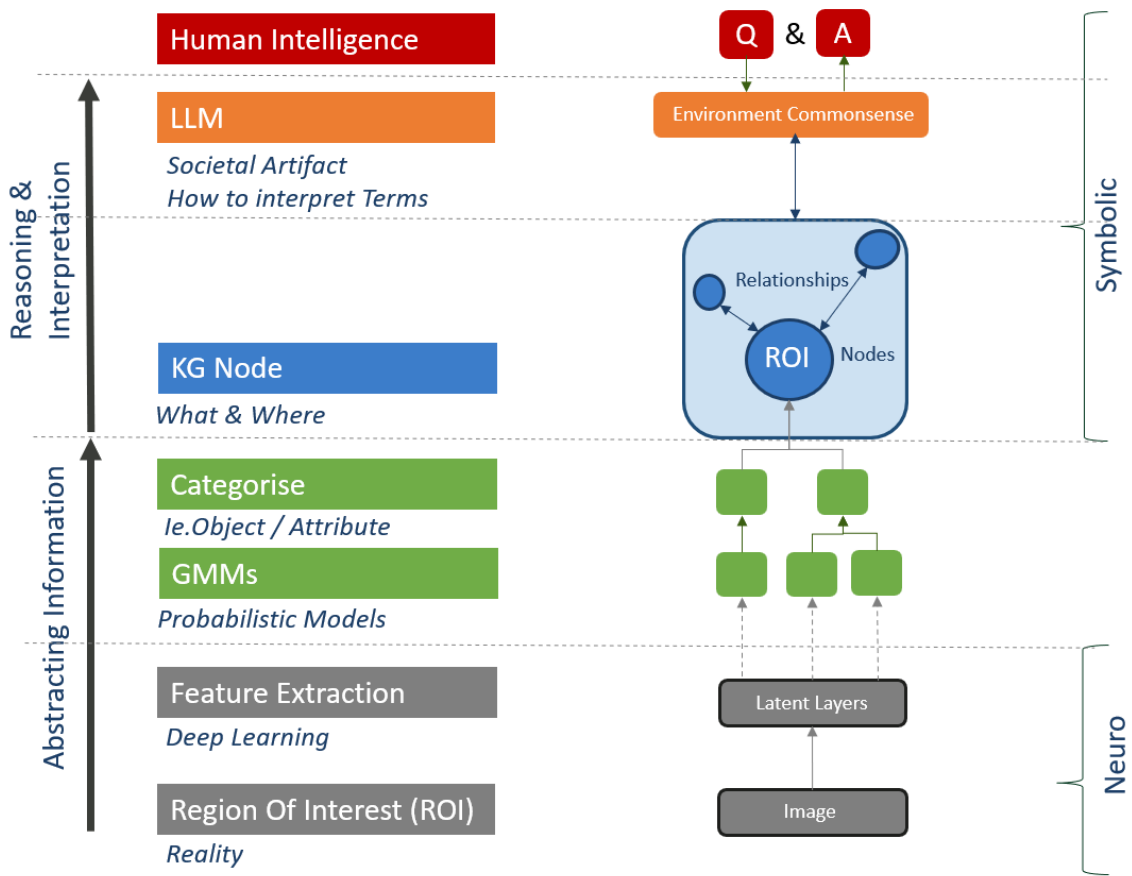 Human Intelligence
Q & A
LLM
Environment Commonsense
Societal Artifact
How to interpret Terms
Reasoning &
Interpretation
Symbolic
Relationships
ROI
Nodes
KG Node
What & Where
Categorise
Ie.Object / Attribute
GMMs
Probabilistic Models
Abstracting Information
Feature Extraction
Latent Layers
Deep Learning
Neuro
Region Of Interest (ROI)
Image
Reality